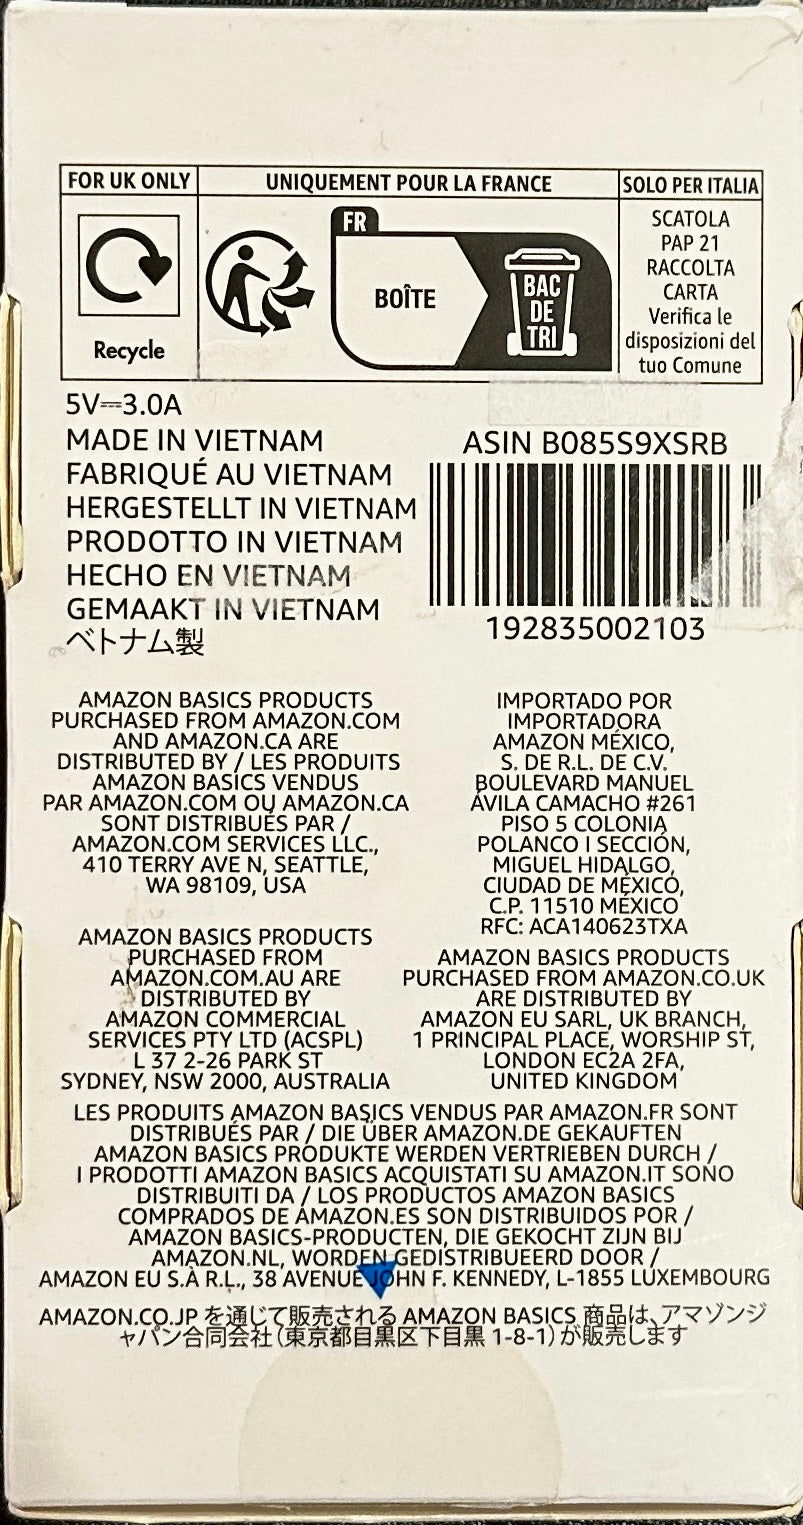 FOR UK ONLY
UNIQUEMENT POUR LA FRANCE
SOLO PER ITALIA
Recycle
FR
BOÎTE
BAC
DE
TRI
SCATOLA
PAP 21
RACCOLTA
CARTA
Verifica le
disposizioni del
tuo Comune
5V⎓3.0A
MADE IN VIETNAM
FABRIQUÉ AU VIETNAM
HERGESTELLT IN VIETNAM
PRODOTTO IN VIETNAM
HECHO EN VIETNAM
GEMAAKT IN VIETNAM
ベトナム製
ASIN B085S9XSRB
192835002103
AMAZON BASICS PRODUCTS
PURCHASED FROM AMAZON.COM
AND AMAZON.CA ARE
DISTRIBUTED BY / LES PRODUITS
AMAZON BASICS VENDUS
PAR AMAZON.COM OU AMAZON.CA
SONT DISTRIBUÉS PAR /
AMAZON.COM SERVICES LLC.,
410 TERRY AVE N, SEATTLE,
WA 98109, USA
IMPORTADO POR
IMPORTADORA
AMAZON MÉXICO,
S. DE R.L. DE C.V.
BOULEVARD MANUEL
ÁVILA CAMACHO #261
PISO 5 COLONIA
POLANCO I SECCIÓN,
MIGUEL HIDALGO,
CIUDAD DE MÉXICO,
C.P. 11510 MÉXICO
RFC: ACA140623TXA
AMAZON BASICS PRODUCTS
PURCHASED FROM
AMAZON.COM.AU ARE
DISTRIBUTED BY
AMAZON COMMERCIAL
SERVICES PTY LTD (ACSPL)
L 37 2-26 PARK ST
SYDNEY, NSW 2000, AUSTRALIA
AMAZON BASICS PRODUCTS
PURCHASED FROM AMAZON.CO.UK
ARE DISTRIBUTED BY
AMAZON EU SARL, UK BRANCH,
1 PRINCIPAL PLACE, WORSHIP ST,
LONDON EC2A 2FA,
UNITED KINGDOM
LES PRODUITS AMAZON BASICS VENDUS PAR AMAZON.FR SONT
DISTRIBUÉS PAR / DIE ÜBER AMAZON.DE GEKAUFTEN
AMAZON BASICS PRODUKTE WERDEN VERTRIEBEN DURCH /
I PRODOTTI AMAZON BASICS ACQUISTATI SU AMAZON.IT SONO
DISTRIBUITI DA / LOS PRODUCTOS AMAZON BASICS
COMPRADOS DE AMAZON.ES SON DISTRIBUIDOS POR /
AMAZON BASICS-PRODUCTEN, DIE GEKOCHT ZIJN BIJ
AMAZON.NL, WORDEN GEDISTRIBUEERD DOOR /
AMAZON EU S.À R.L., 38 AVENUE JOHN F. KENNEDY, L-1855 LUXEMBOURG
AMAZON.CO.JP を通じて販売される AMAZON BASICS 商品は、アマゾンジ
ャパン合同会社（東京都目黒区下目黒 1-8-1）が販売します